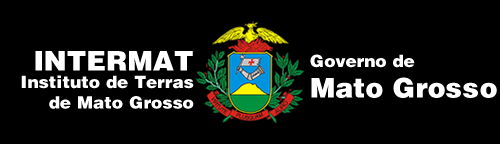 INTERMAT
Instituto de Terras
de Mato Grosso
Governo de
Mato Grosso